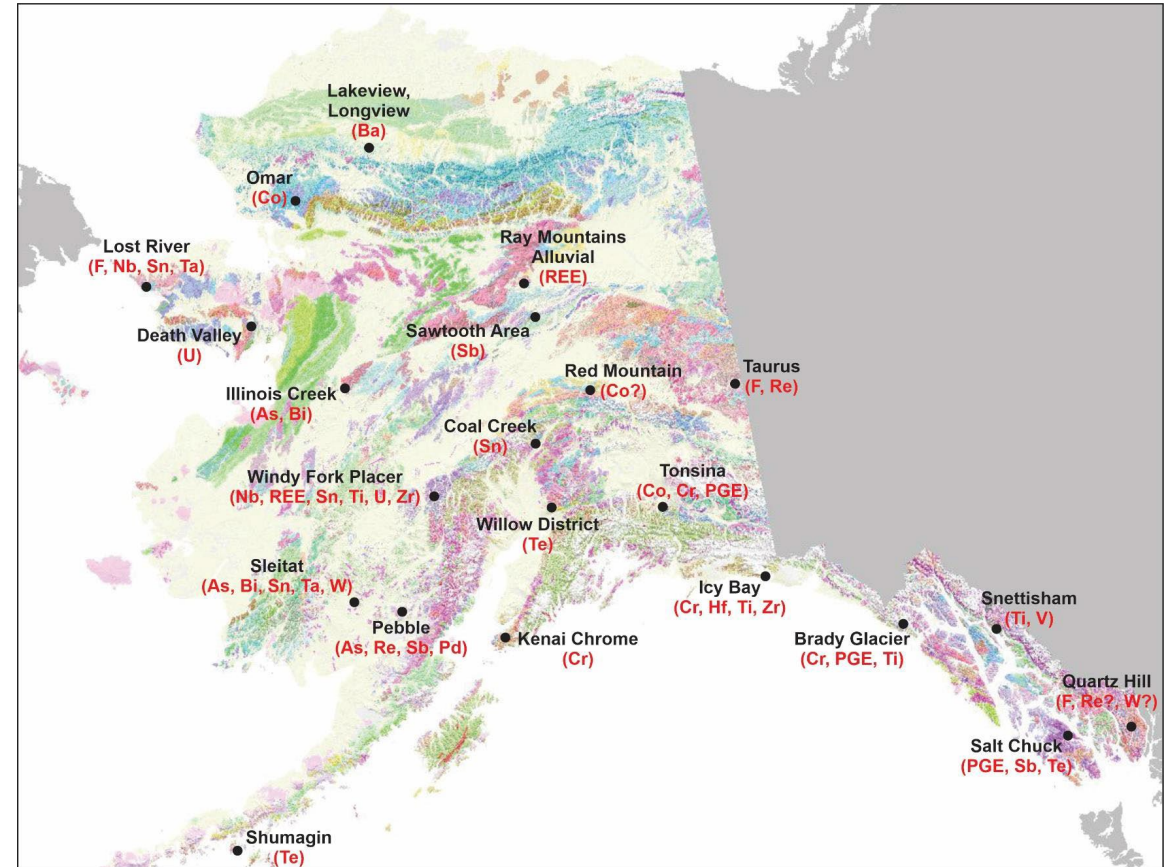 Lakeview,
Longview
(Ba)
Omar
(Co)
Lost River
(F, Nb, Sn, Ta)
Ray Mountains
Alluvial
(REE)
Death Valley
(U)
Sawtooth Area
(Sb)
Illinois Creek
(As, Bi)
Red Mountain
(Co?)
Taurus
(F, Re)
Coal Creek
(Sn)
Windy Fork Placer
(Nb, REE, Sn, Ti, U, Zr)
Tonsina
(Co, Cr, PGE)
Willow District
(Te)
Sleitat
(As, Bi, Sn, Ta, W)
Pebble
(As, Re, Sb, Pd)
Kenai Chrome
(Cr)
Icy Bay
(Cr, Hf, Ti, Zr)
Brady Glacier
(Cr, PGE, Ti)
Snettisham
(Ti, V)
Quartz Hill
(F, Re?, W?)
Salt Chuck
(PGE, Sb, Te)
Shumagin
(Te)